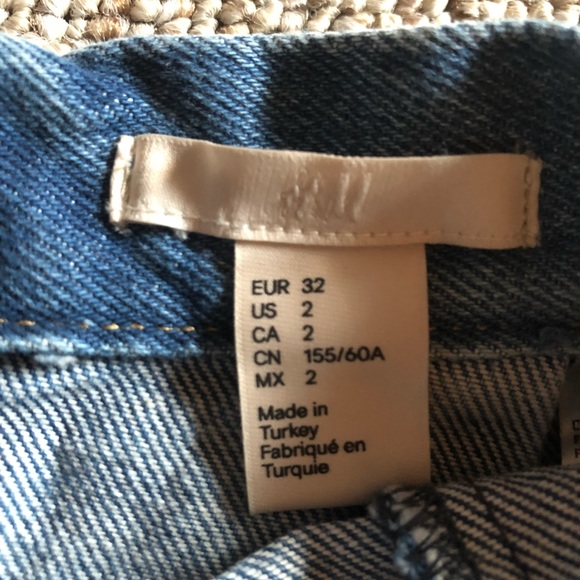 H&M
EUR 32
US 2
CA 2
CN 155/60A
MX 2
Made in
Turkey
Fabriqué en
Turquie